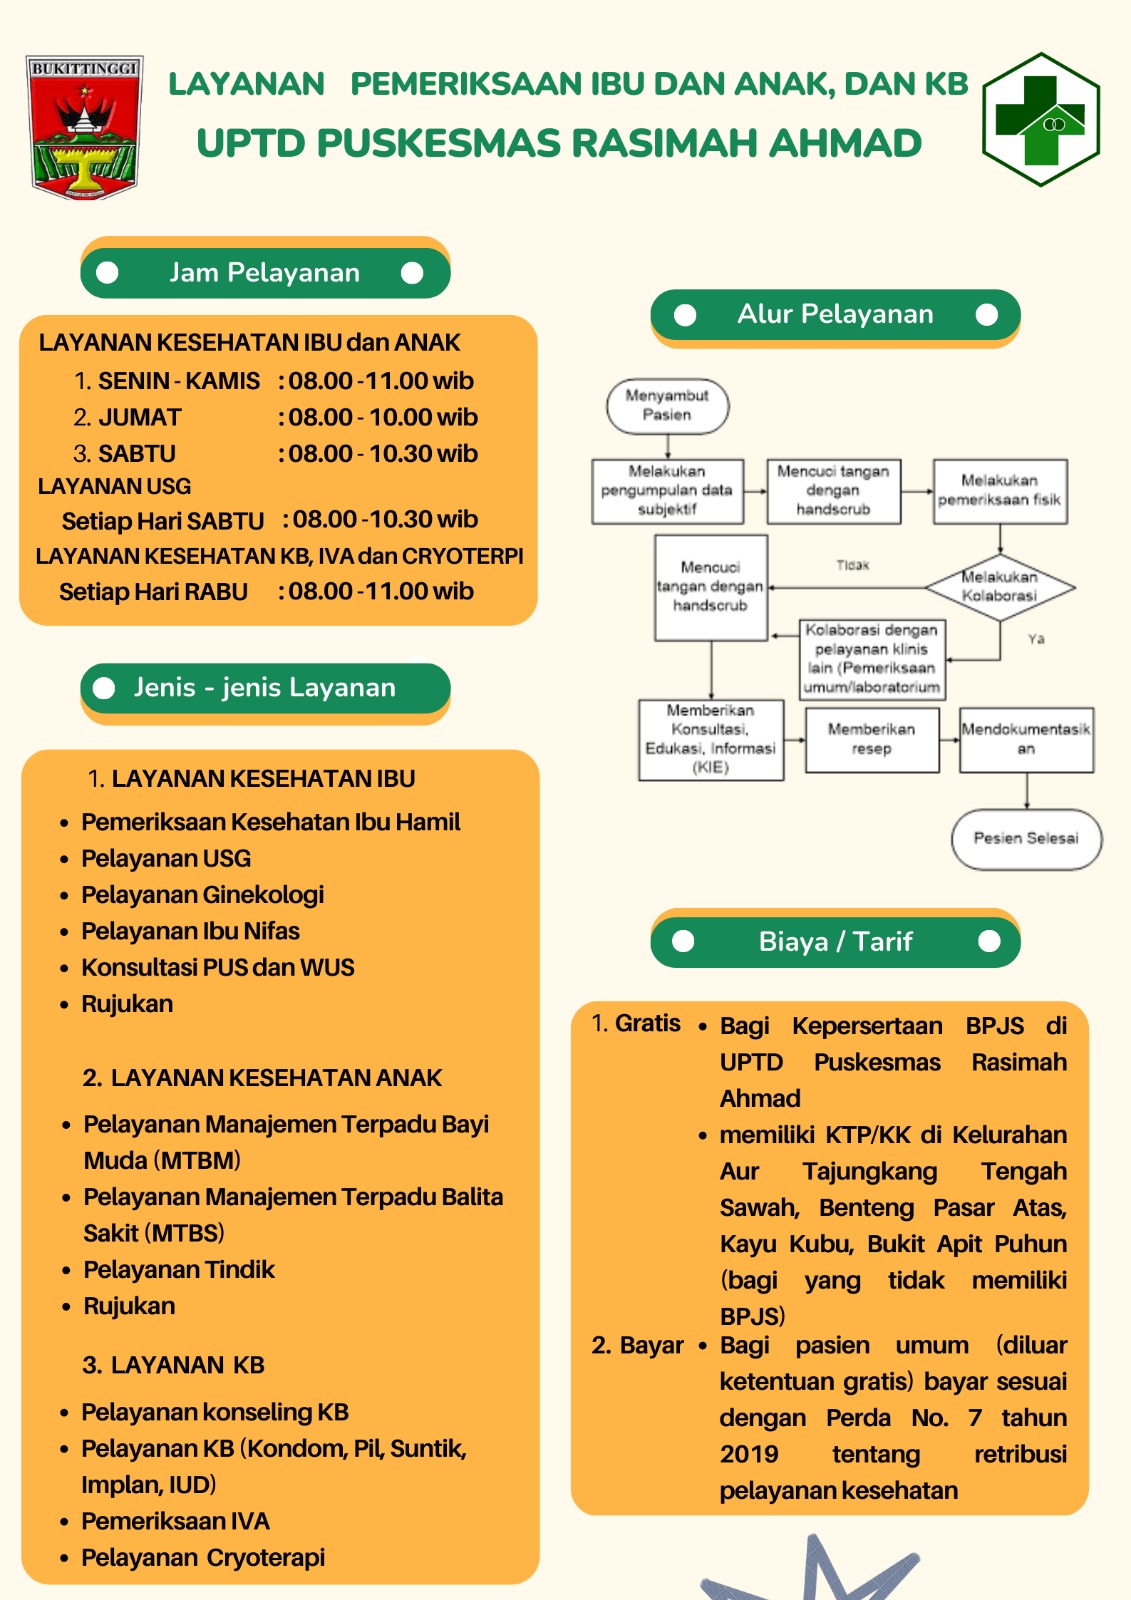 BUKITTINGGI
LAYANAN PEMERIKSAAN IBU DAN ANAK, DAN KB
UPTD PUSKESMAS RASIMAH AHMAD
Jam Pelayanan
LAYANAN KESEHATAN IBU dan ANAK
1. SENIN - KAMIS : 08.00 -11.00 wib
2. JUMAT : 08.00 - 10.00 wib
3. SABTU : 08.00 - 10.30 wib
LAYANAN USG
Setiap Hari SABTU : 08.00 -10.30 wib
LAYANAN KESEHATAN KB, IVA dan CRYOTERPI
Setiap Hari RABU : 08.00 -11.00 wib
Jenis - jenis Layanan
1. LAYANAN KESEHATAN IBU
• Pemeriksaan Kesehatan Ibu Hamil
• Pelayanan USG
• Pelayanan Ginekologi
• Pelayanan Ibu Nifas
• Konsultasi PUS dan WUS
• Rujukan
2. LAYANAN KESEHATAN ANAK
• Pelayanan Manajemen Terpadu Bayi
Muda (MTBM)
• Pelayanan Manajemen Terpadu Balita
Sakit (MTBS)
• Pelayanan Tindik
• Rujukan
3. LAYANAN KB
• Pelayanan konseling KB
• Pelayanan KB (Kondom, Pil, Suntik,
Implan, IUD)
• Pemeriksaan IVA
• Pelayanan Cryoterapi
Alur Pelayanan
Menyambut
Pasien
Melakukan
pengumpulan data
subjektif
Mencuci tangan
dengan
handscrub
Melakukan
pemeriksaan fisik
Melakukan
Kolaborasi
Tidak
Ya
Mencuci
tangan dengan
handscrub
Kolaborasi dengan
pelayanan klinis
lain (Pemeriksaan
umum/laboratorium
Memberikan
Konsultasi,
Edukasi, Informasi
(KIE)
Memberikan
resep
Mendokumentasik
an
Pesien Selesai
Biaya / Tarif
1. Gratis • Bagi Kepersertaan BPJS di
UPTD Puskesmas Rasimah
Ahmad
• memiliki KTP/KK di Kelurahan
Aur Tajungkang Tengah
Sawah, Benteng Pasar Atas,
Kayu Kubu, Bukit Apit Puhun
(bagi yang tidak memiliki
BPJS)
2. Bayar • Bagi pasien umum (diluar
ketentuan gratis) bayar sesuai
dengan Perda No. 7 tahun
2019 tentang retribusi
pelayanan kesehatan